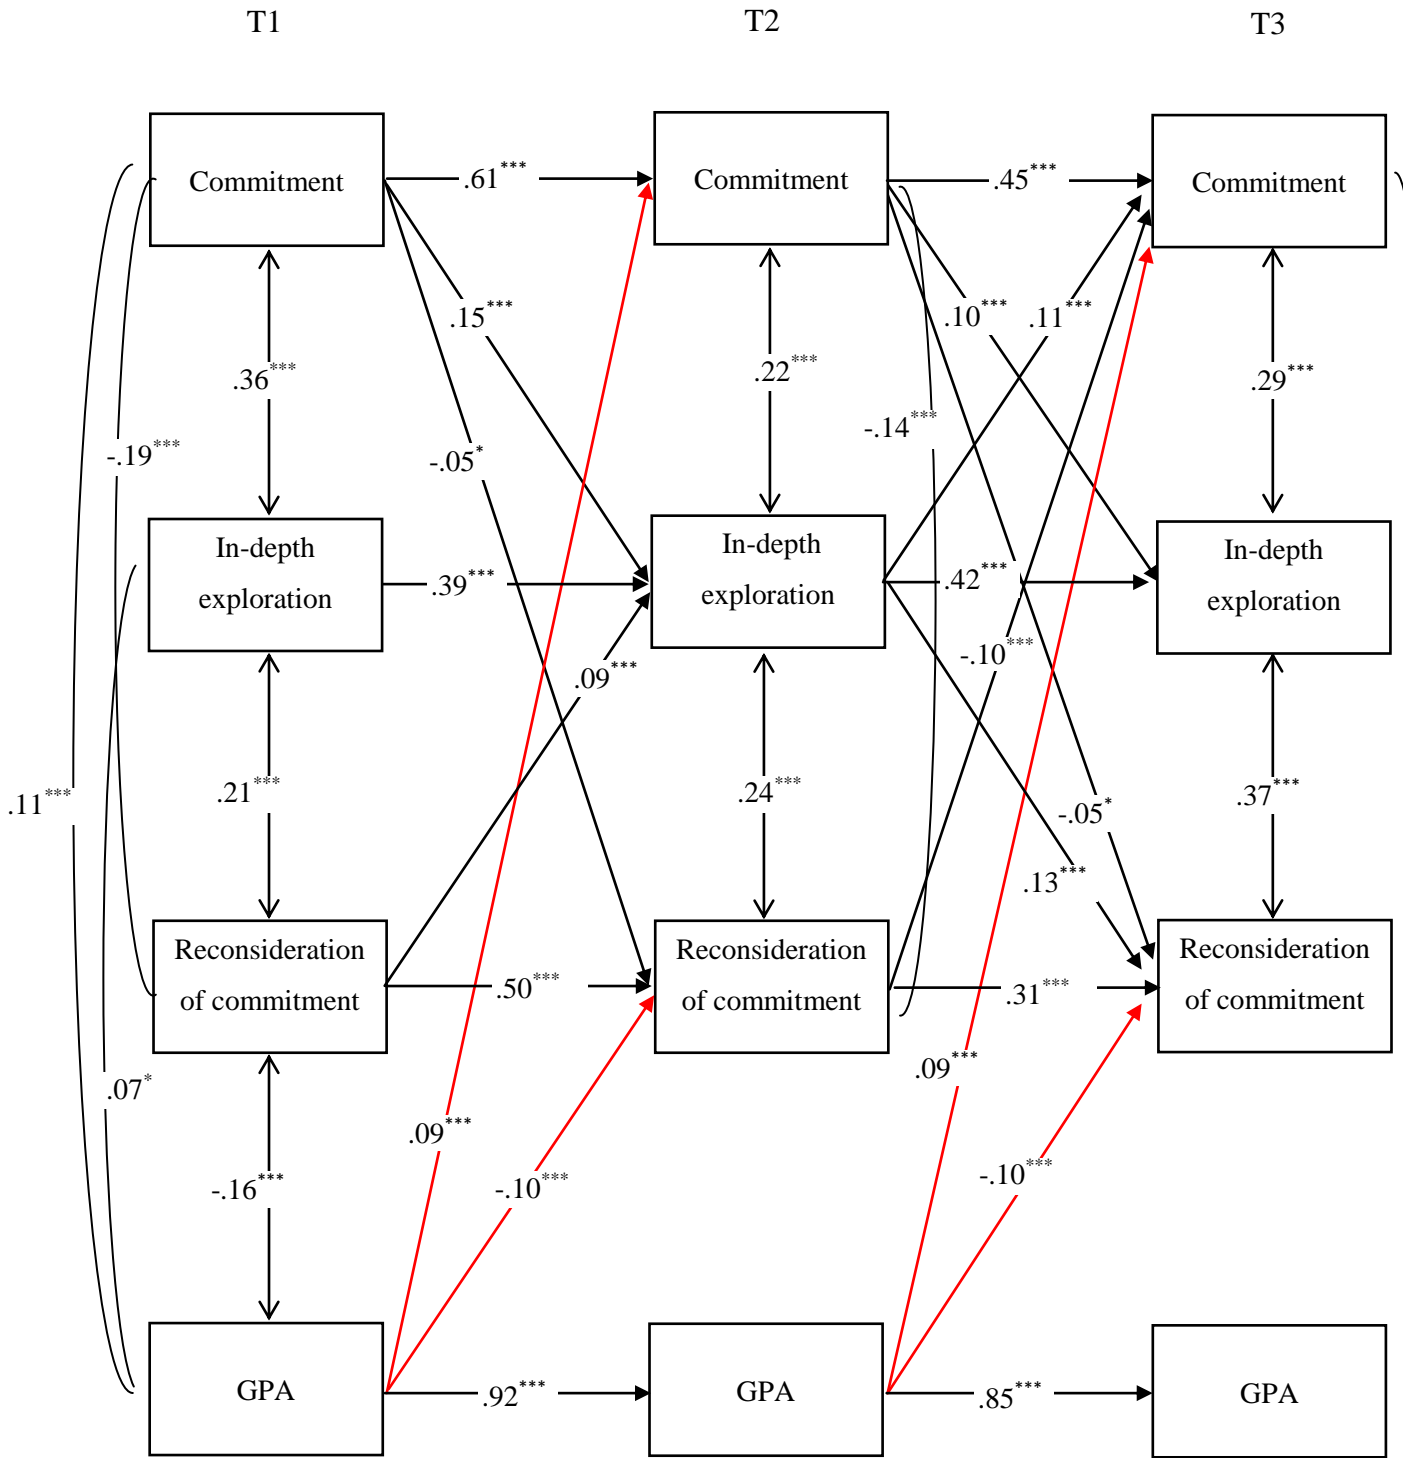 T1
T2
T3
Commitment
.61***
Commitment
.45***
Commitment
.15***
.10***
.11***
.36***
.22***
.29***
-.19***
-.05*
-.14***
In-depth
exploration
.39***
In-depth
exploration
.42***
In-depth
exploration
.09***
-.10***
.11***
.21***
.24***
-.05*
.37***
.13***
Reconsideration
of commitment
.50***
Reconsideration
of commitment
.31***
Reconsideration
of commitment
.07*
.09***
.09***
-.16***
-.10***
-.10***
GPA
.92***
GPA
.85***
GPA